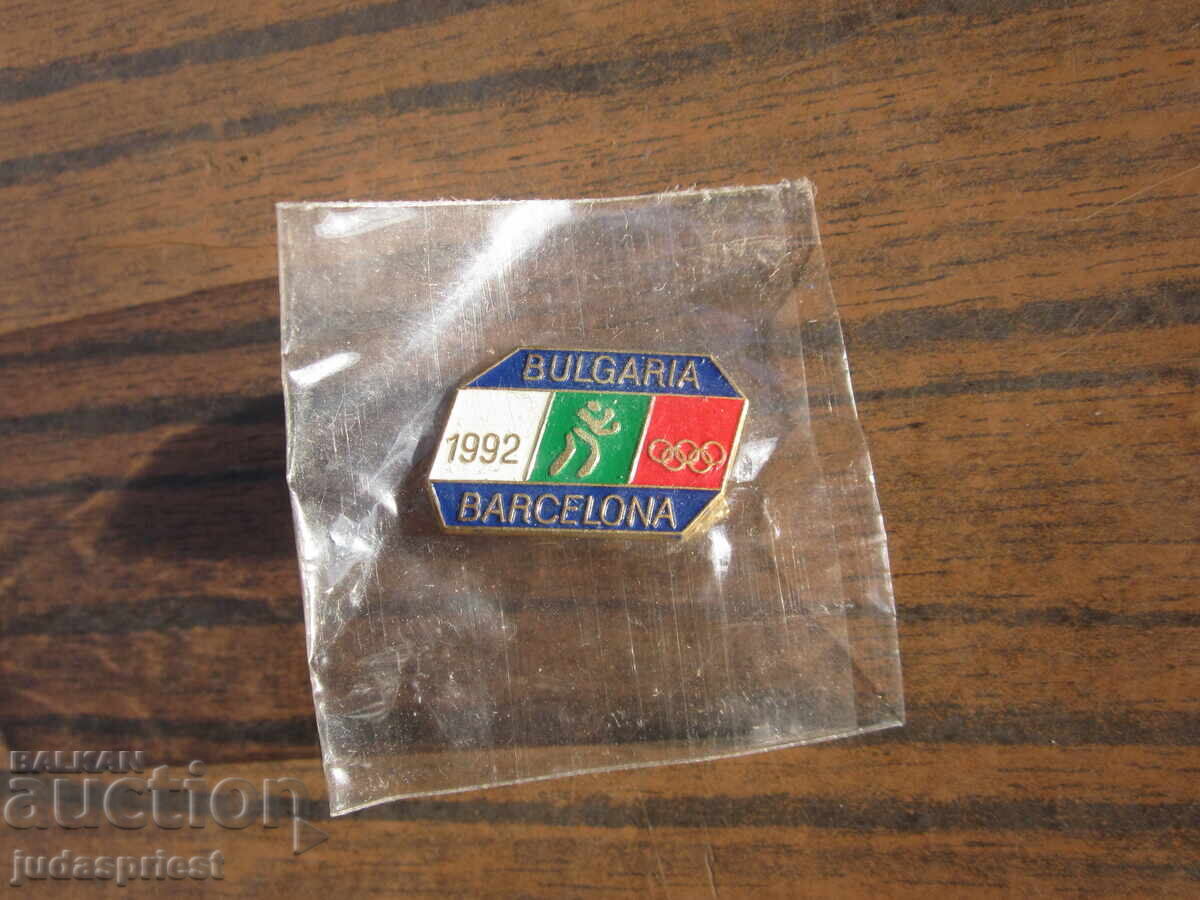 BULGARIA
1992
BARCELONA
BALKAN
auction
judaspriest